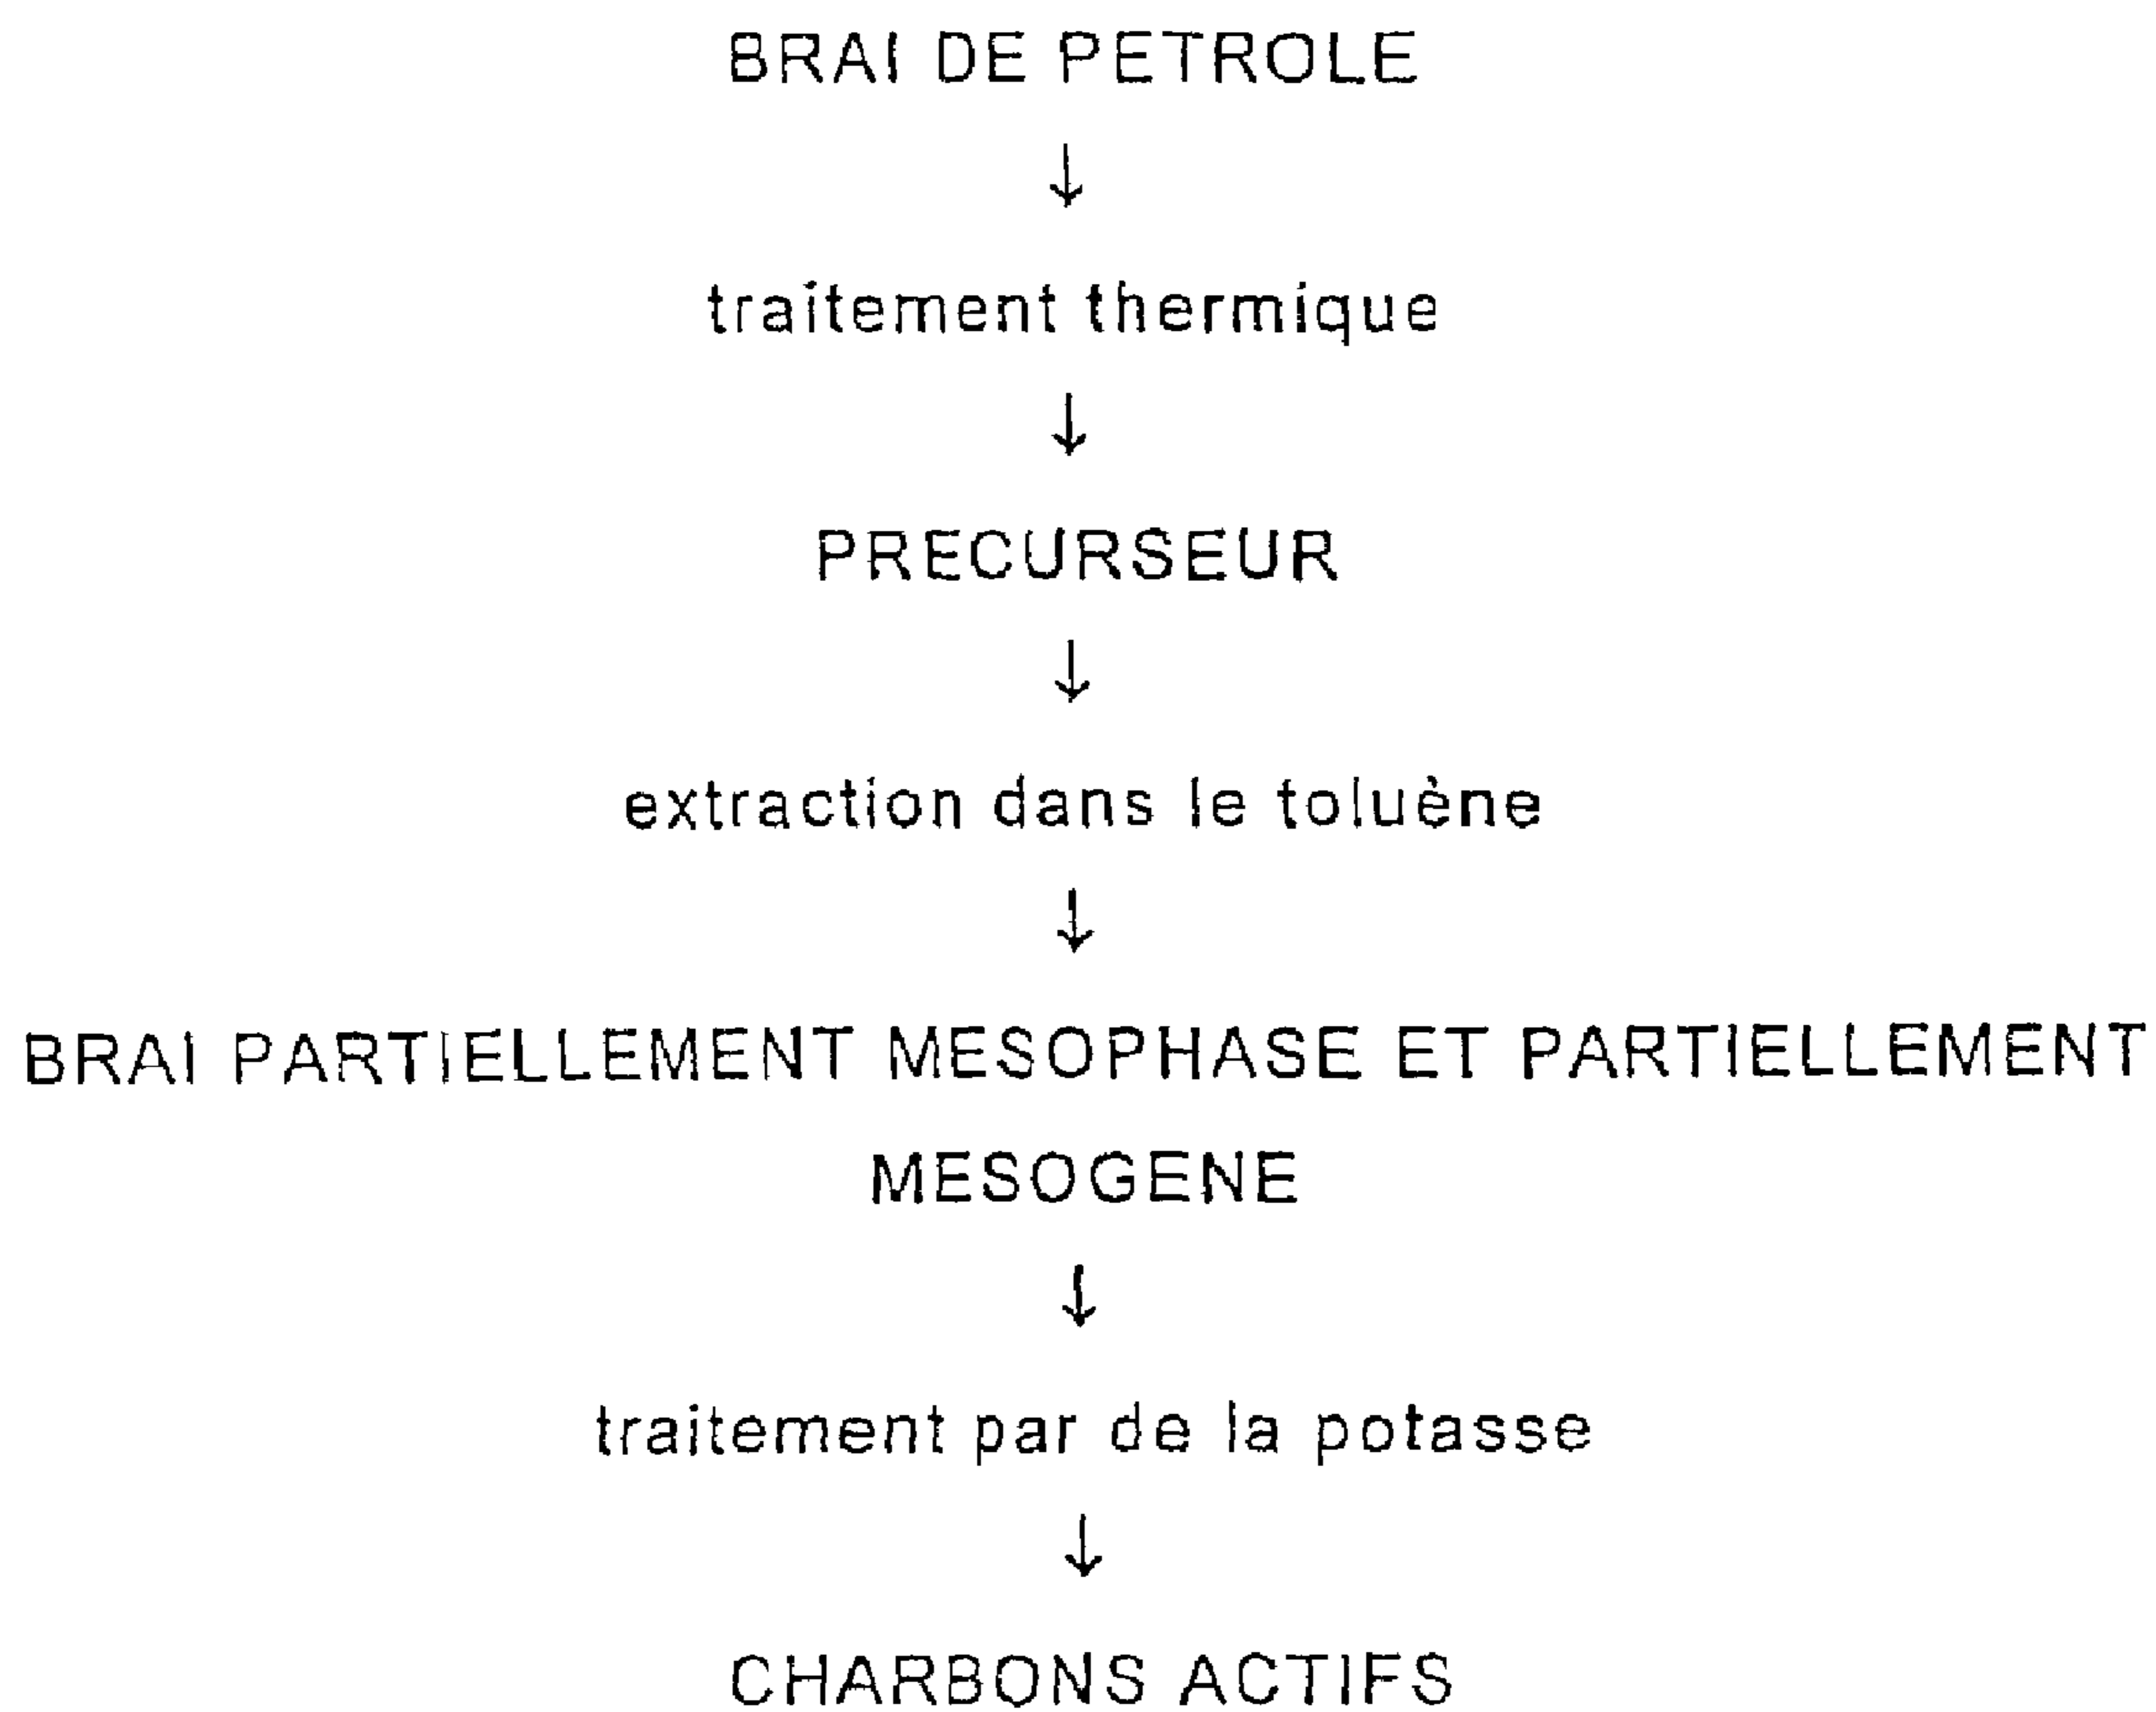 BRAI DE PETROLE
↓
traitement thermique
↓
PRECURSEUR
↓
extraction dans le toluène
↓
BRAI PARTIELLEMENT MESOPHASE ET PARTIELLEMENT
MESOGENE
↓
traitement par de la potasse
↓
CHARBONS ACTIFS